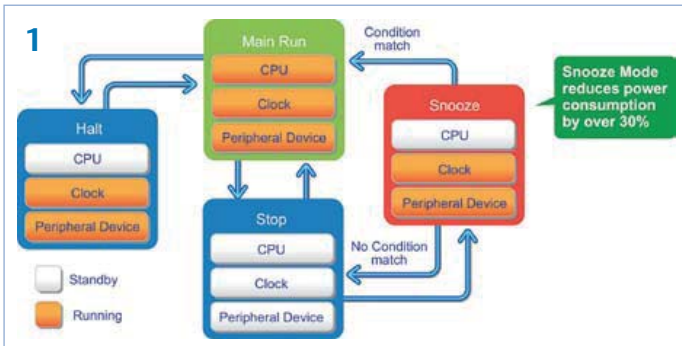 1
Main Run
CPU
Clock
Peripheral Device
Condition
match
Snooze
CPU
Clock
Peripheral Device
Snooze Mode
reduces power
consumption
by over 30%
Halt
CPU
Clock
Peripheral Device
Stop
CPU
Clock
Peripheral Device
No Condition
match
Standby
Running